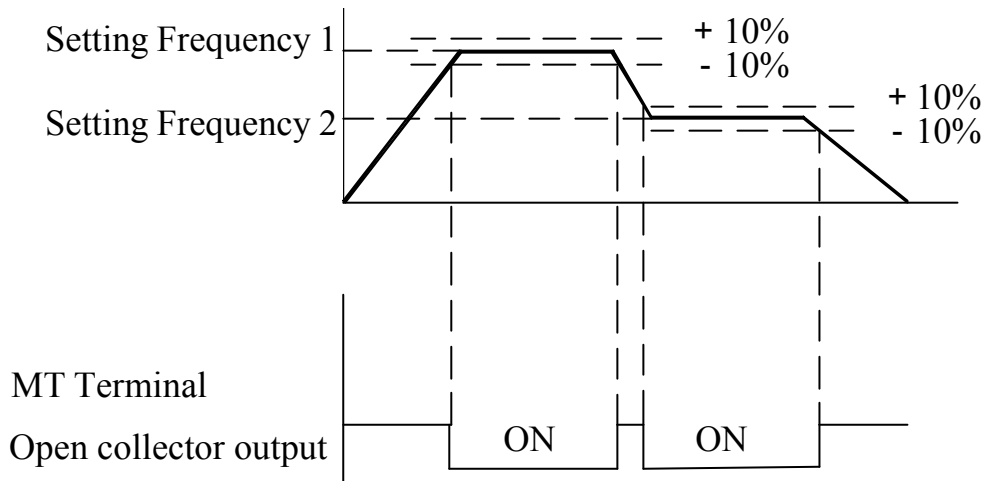 Setting Frequency 1
+ 10%
- 10%
Setting Frequency 2
+ 10%
- 10%
MT Terminal
Open collector output
ON
ON